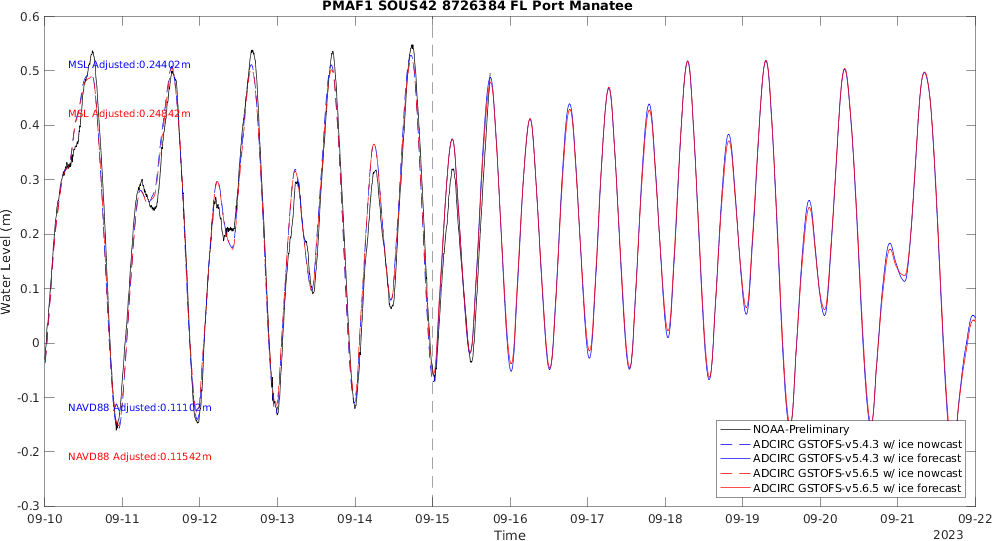 PMAF1 SOUS42 8726384 FL Port Manatee
0.6
0.5
0.4
0.3
0.2
0.1
0
-0.1
-0.2
-0.3
Water Level (m)
MSL Adjusted:0.24402m
MSL Adjusted:0.24842m
NAVD88 Adjusted:0.11102m
NAVD88 Adjusted:0.11542m
NOAA-Preliminary
ADCIRC GSTOFS-v5.4.3 w/ ice nowcast
ADCIRC GSTOFS-v5.4.3 w/ ice forecast
ADCIRC GSTOFS-v5.6.5 w/ ice nowcast
ADCIRC GSTOFS-v5.6.5 w/ ice forecast
09-10 09-11 09-12 09-13 09-14 09-15 09-16 09-17 09-18 09-19 09-20 09-21 09-22
Time
2023